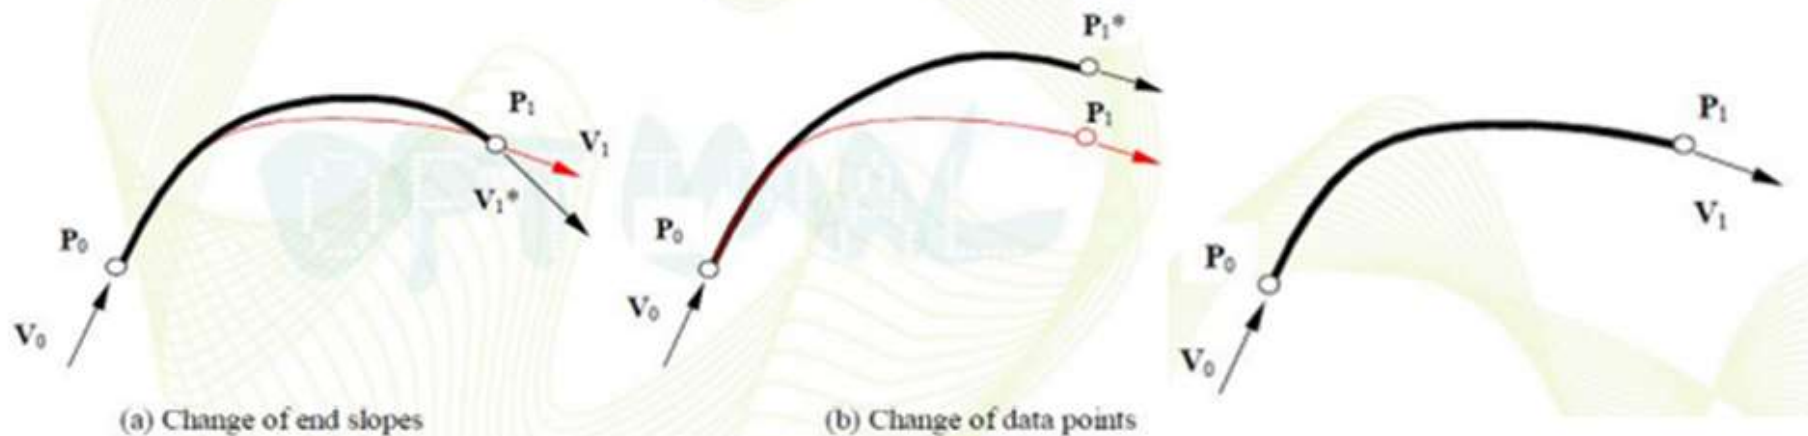 P₁*
P₁
V₁
V₁*
P₀
V₀
(a) Change of end slopes
P₁
P₀
V₀
(b) Change of data points
P₁
V₁
P₀
V₀